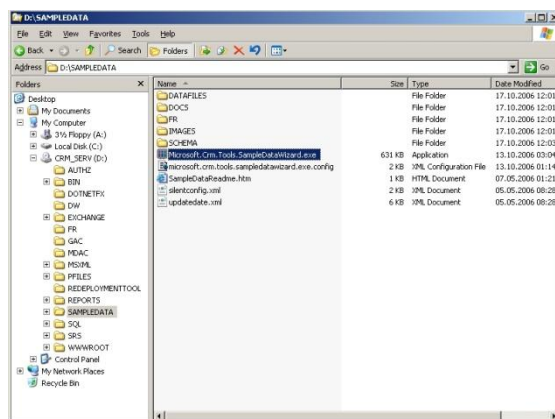 D:\SAMPLEDATA
File Edit View Favorites Tools Help
Back Search Folders
Address D:\SAMPLEDATA Go
Folders
Name Size Type Date Modified
Desktop
My Documents
My Computer
3½ Floppy (A:)
Local Disk (C:)
CRM_SERV (D:)
AUTHZ
BIN
DOTNETFX
DW
EXCHANGE
FR
GAC
MDAC
MSXML
PFILES
REDEPLOYMENTTOOL
REPORTS
SAMPLEDATA
SQL
SRS
WWWROOT
Control Panel
My Network Places
Recycle Bin
DATAFILES File Folder 17.10.2006 12:01
DOCS File Folder 17.10.2006 12:01
FR File Folder 17.10.2006 12:01
IMAGES File Folder 17.10.2006 12:01
SCHEMA File Folder 17.10.2006 12:03
Microsoft.Crm.Tools.SampleDataWizard.exe 631 KB Application 13.10.2006 03:04
microsoft.crm.tools.sampledatawizard.exe.config 2 KB XML Configuration File 13.10.2006 01:14
SampleDataReadme.htm 1 KB HTML Document 07.05.2006 01:21
silentconfig.xml 2 KB XML Document 05.05.2006 08:28
updatedate.xml 6 KB XML Document 05.05.2006 08:28